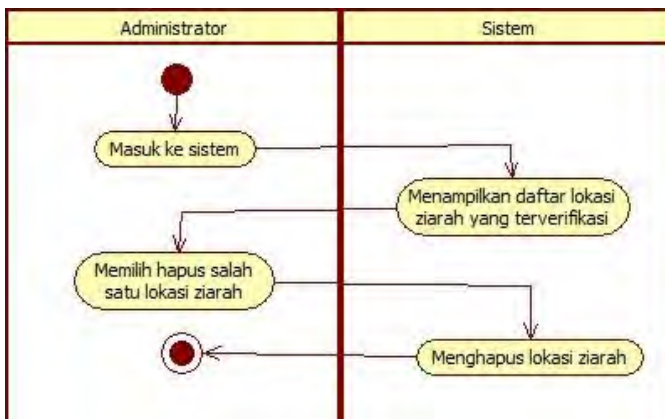 Administrator
Sistem
Masuk ke sistem
Menampilkan daftar lokasi
ziarah yang terverifikasi
Memilih hapus salah
satu lokasi ziarah
Menghapus lokasi ziarah